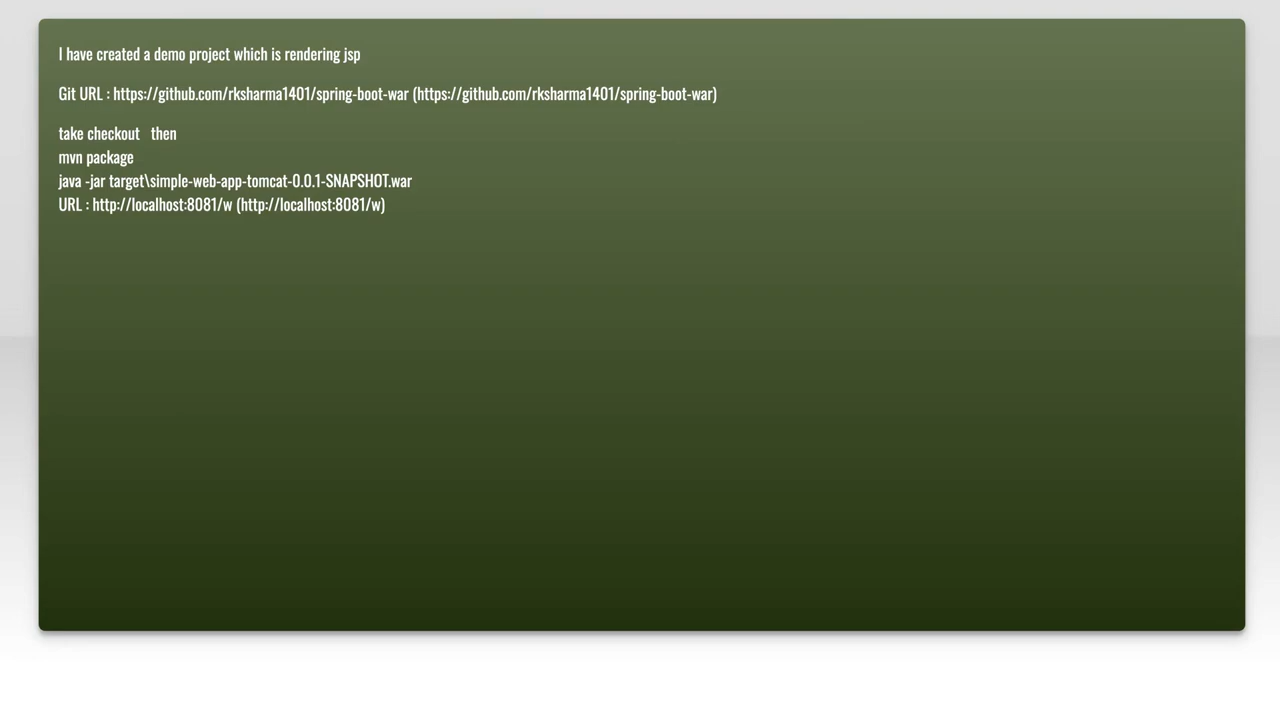 I have created a demo project which is rendering jsp
Git URL : https://github.com/rksharma1401/spring-boot-war (https://github.com/rksharma1401/spring-boot-war)
take checkout   then
mvn package
java -jar target\simple-web-app-tomcat-0.0.1-SNAPSHOT.war
URL : http://localhost:8081/w (http://localhost:8081/w)